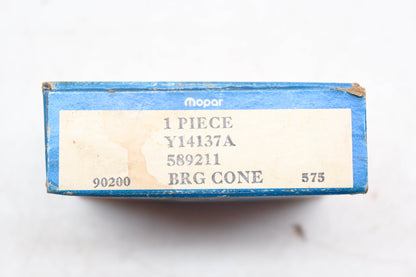 Mopar
1 PIECE
Y14137A
589211
90200 BRG CONE 575